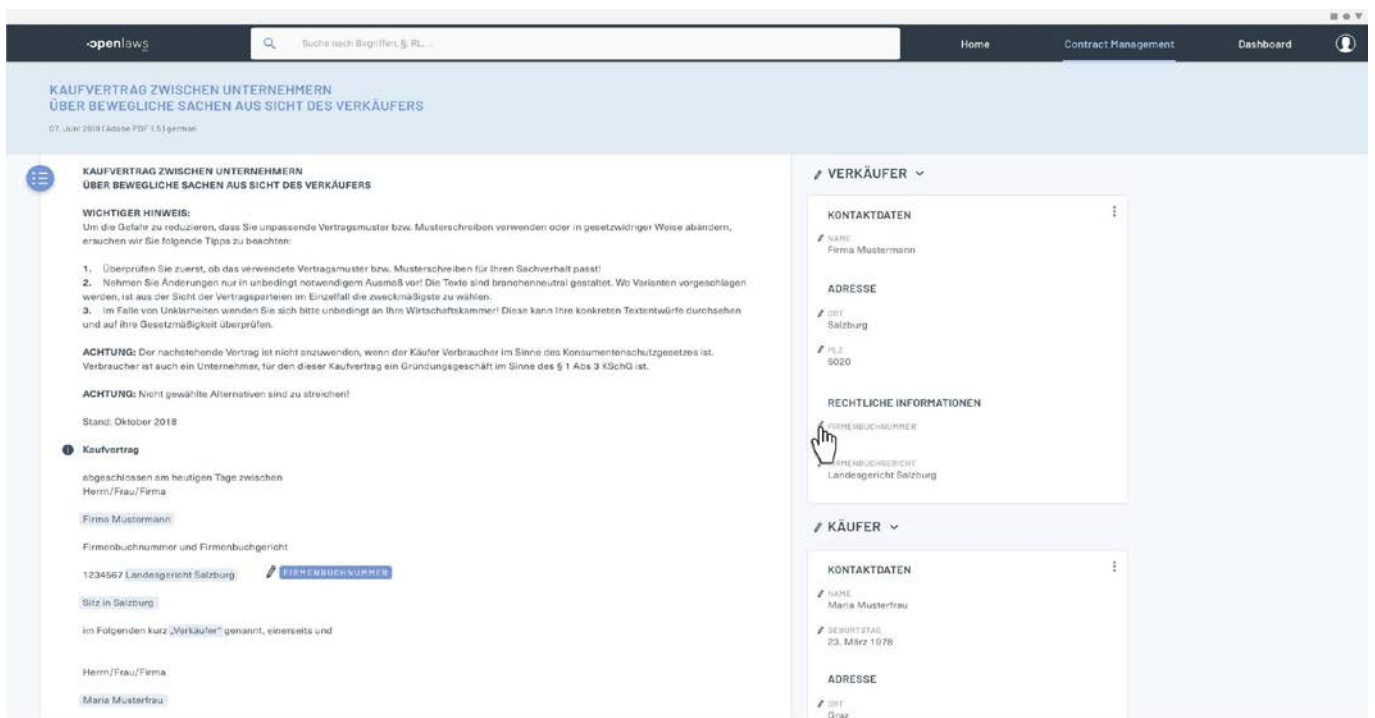 openlaws
Suche nach Begriffen, §, RL, ...
Home
Contract Management
Dashboard
KAUFVERTRAG ZWISCHEN UNTERNEHMERN
ÜBER BEWEGLICHE SACHEN AUS SICHT DES VERKÄUFERS
07. Juni 2019 | Adobe PDF 1.5 | german
KAUFVERTRAG ZWISCHEN UNTERNEHMERN
ÜBER BEWEGLICHE SACHEN AUS SICHT DES VERKÄUFERS
WICHTIGER HINWEIS:
Um die Gefahr zu reduzieren, dass Sie unpassende Vertragsmuster bzw. Musterschreiben verwenden oder in gesetzwidriger Weise abändern,
ersuchen wir Sie folgende Tipps zu beachten:
1. Überprüfen Sie zuerst, ob das verwendete Vertragsmuster bzw. Musterschreiben für Ihren Sachverhalt passt!
2. Nehmen Sie Änderungen nur in unbedingt notwendigem Ausmaß vor! Die Texte sind branchenneutral gestaltet. Wo Varianten vorgeschlagen
werden, ist aus der Sicht der Vertragsparteien im Einzelfall die zweckmäßigste zu wählen.
3. Im Falle von Unklarheiten wenden Sie sich bitte unbedingt an Ihre Wirtschaftskammer! Diese kann Ihre konkreten Textentwürfe durchsehen
und auf ihre Gesetzmäßigkeit überprüfen.
ACHTUNG: Der nachstehende Vertrag ist nicht anzuwenden, wenn der Käufer Verbraucher im Sinne des Konsumentenschutzgesetzes ist.
Verbraucher ist auch ein Unternehmer, für den dieser Kaufvertrag ein Gründungsgeschäft im Sinne des § 1 Abs 3 KSchG ist.
ACHTUNG: Nicht gewählte Alternativen sind zu streichen!
Stand: Oktober 2018
Kaufvertrag
abgeschlossen am heutigen Tage zwischen
Herrn/Frau/Firma
Firma Mustermann
Firmenbuchnummer und Firmenbuchgericht
1234567 Landesgericht Salzburg
FIRMENBUCHNUMMER
Sitz in Salzburg
im Folgenden kurz „Verkäufer" genannt, einerseits und
Herrn/Frau/Firma
Maria Musterfrau
VERKÄUFER
KONTAKTDATEN
NAME
Firma Mustermann
ADRESSE
ORT
Salzburg
PLZ
5020
RECHTLICHE INFORMATIONEN
FIRMENBUCHNUMMER
FIRMENBUCHGERICHT
Landesgericht Salzburg
KÄUFER
KONTAKTDATEN
NAME
Maria Musterfrau
GEBURTSTAG
23. März 1978
ADRESSE
ORT
Graz